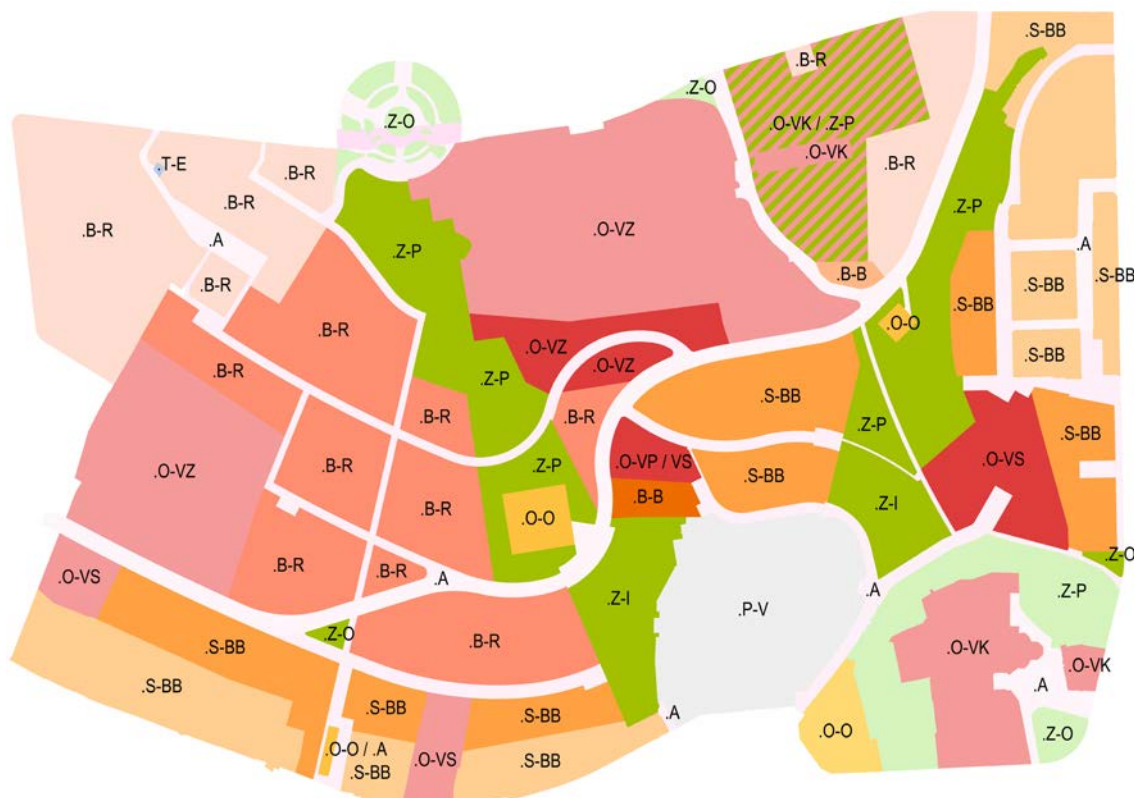 .S-BB
.B-R
.Z-O
.Z-O
.O-VK / .Z-P
.O-VK
.B-R
.T-E
.B-R
.B-R
.Z-P
.B-R
.A
.O-VZ
.Z-P
.A
.B-R
.B-B
.S-BB
.S-BB
.S-BB
.B-R
.O-O
.B-R
.O-VZ
.O-VZ
.S-BB
.B-R
.Z-P
.S-BB
.B-R
.B-R
.Z-P
.S-BB
.O-VZ
.B-R
.Z-P
.O-VP / VS
.O-VS
.S-BB
.B-B
.Z-I
.B-R
.O-O
.Z-O
.O-VS
.B-R
.B-R
.A
.Z-I
.A
.Z-P
.P-V
.Z-O
.S-BB
.B-R
.O-VK
.O-VK
.S-BB
.A
.S-BB
.S-BB
.A
.O-O / .A
.S-BB
.O-VS
.S-BB
.O-O
.Z-O